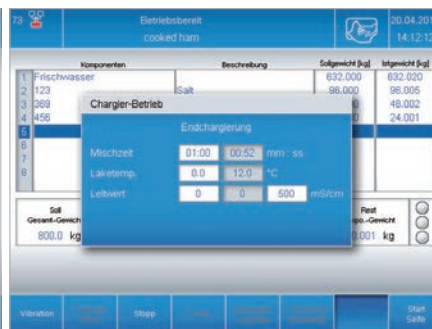 73 Betriebsbereit 20.04.201
cooked ham 14:12:12
Komponenten Beschreibung Sollgewicht [kg] Istgewicht [kg]
1 Frischwasser 632.000 632.020
2 123 Salt 96.000 96.005
3 369 48.002
4 456 24.001
5
6
7
8
Chargier-Betrieb
Endchargierung
Mischzeit 01:00 00:52 mm : ss
Laketemp. 0.0 12.0 °C
Leitwert 0 0 500 mS/cm
Soll Rest
Gesamt-Gewicht
800.0 kg .001 kg
Vibration Stopp Start
Seite